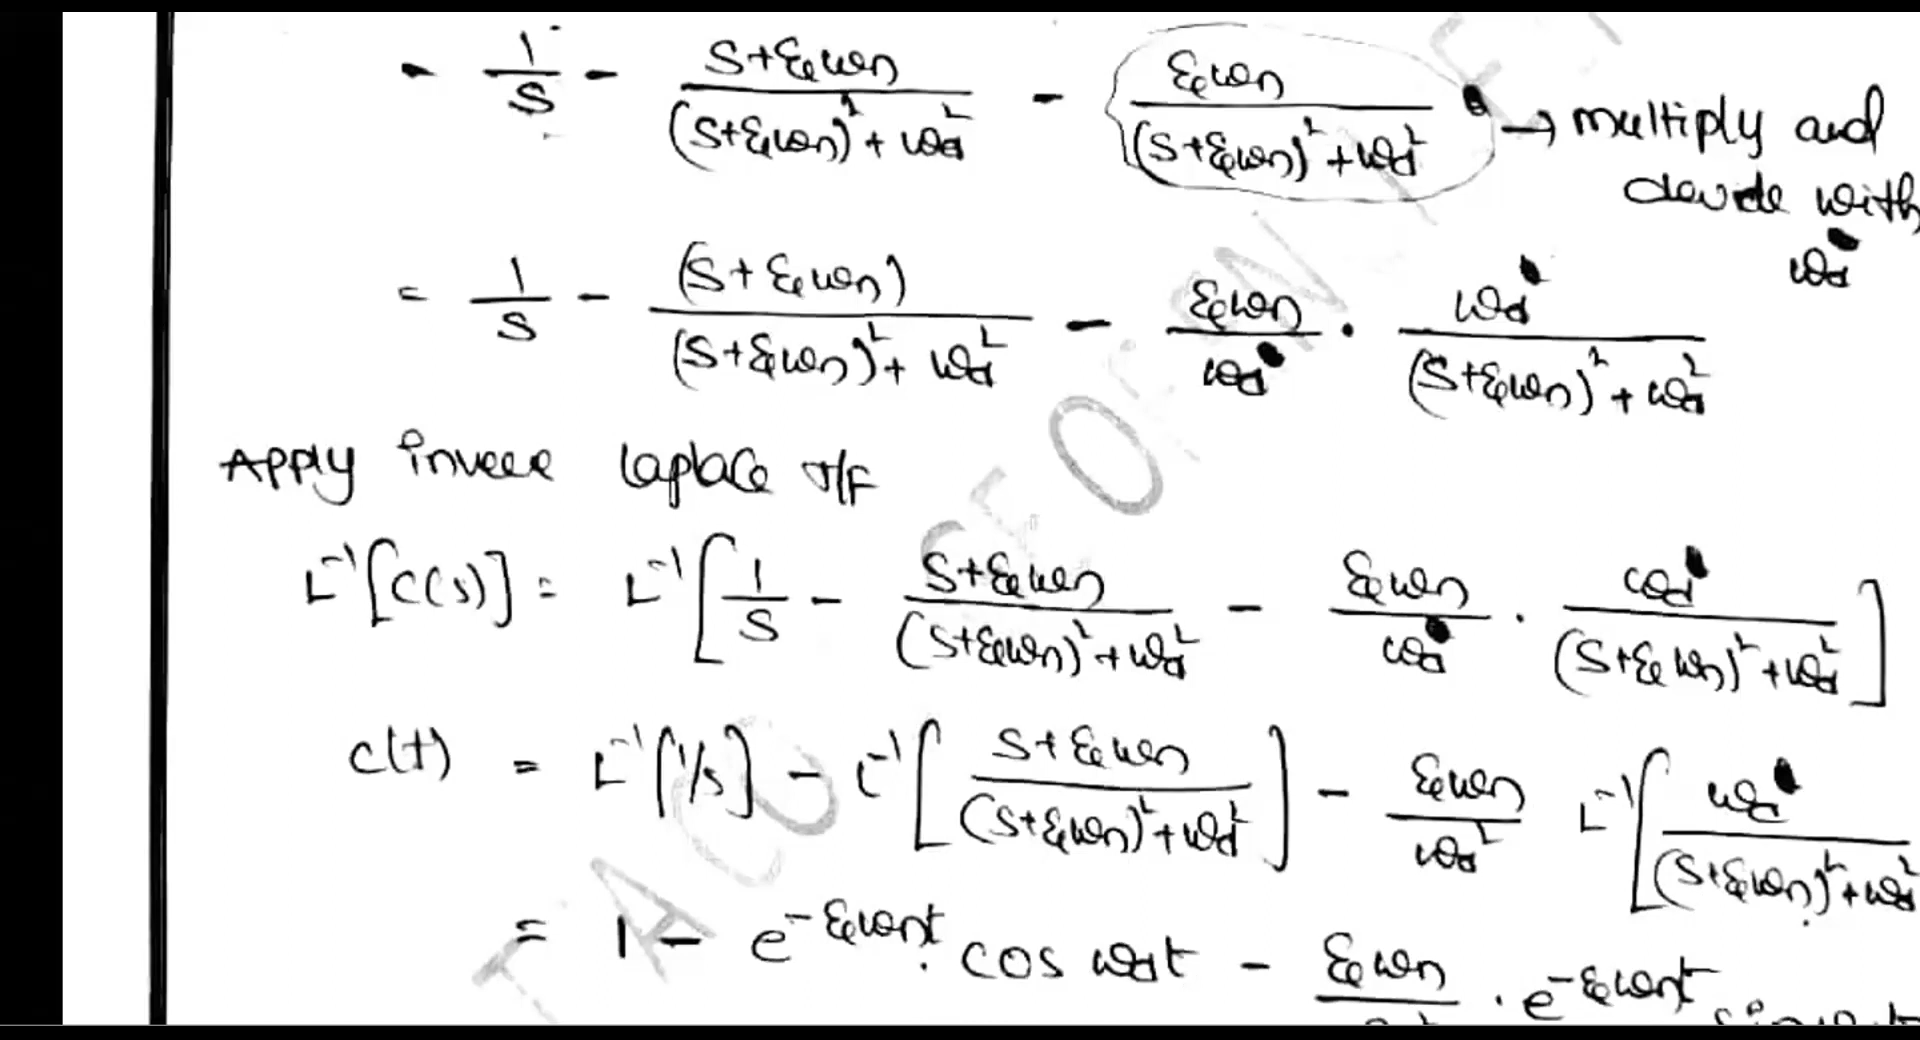 = 1/S - (S+ξωn)/((S+ξωn)²+ωd²) - ξωn/((S+ξωn)²+ωd²) → multiply and
devide with
ωd
= 1/S - (S+ξωn)/((S+ξωn)²+ωd²) - ξωn/ωd · ωd/((S+ξωn)²+ωd²)
Apply invese laplace T/F
L⁻¹[C(s)] = L⁻¹[1/S - (S+ξωn)/((S+ξωn)²+ωd²) - ξωn/ωd · ωd/((S+ξωn)²+ωd²)]
c(t) = L⁻¹[1/s] - L⁻¹[(S+ξωn)/((S+ξωn)²+ωd²)] - ξωn/ωd² L⁻¹[ωd/((S+ξωn)²+ωd²)
= 1 - e^(-ξωnt) . cos ωdt - ξωn · e^(-ξωnt)